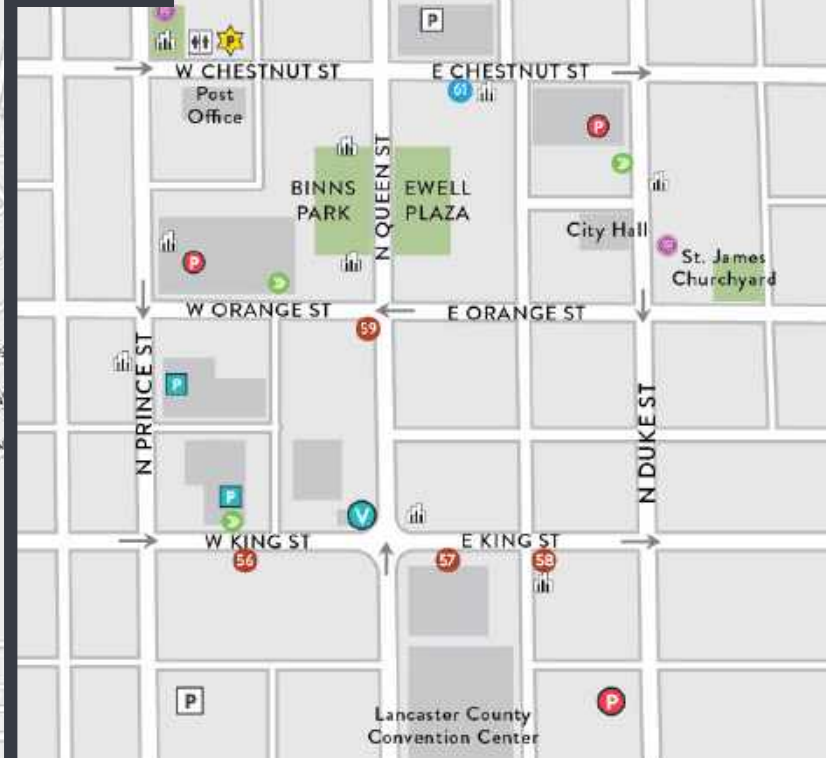 P
P
W CHESTNUT ST
E CHESTNUT ST
Post
Office
61
P
BINNS
PARK
N QUEEN ST
EWELL
PLAZA
City Hall
St. James
Churchyard
P
W ORANGE ST
E ORANGE ST
59
N PRINCE ST
P
N DUKE ST
P
V
W KING ST
E KING ST
56
57
58
P
P
Lancaster County
Convention Center